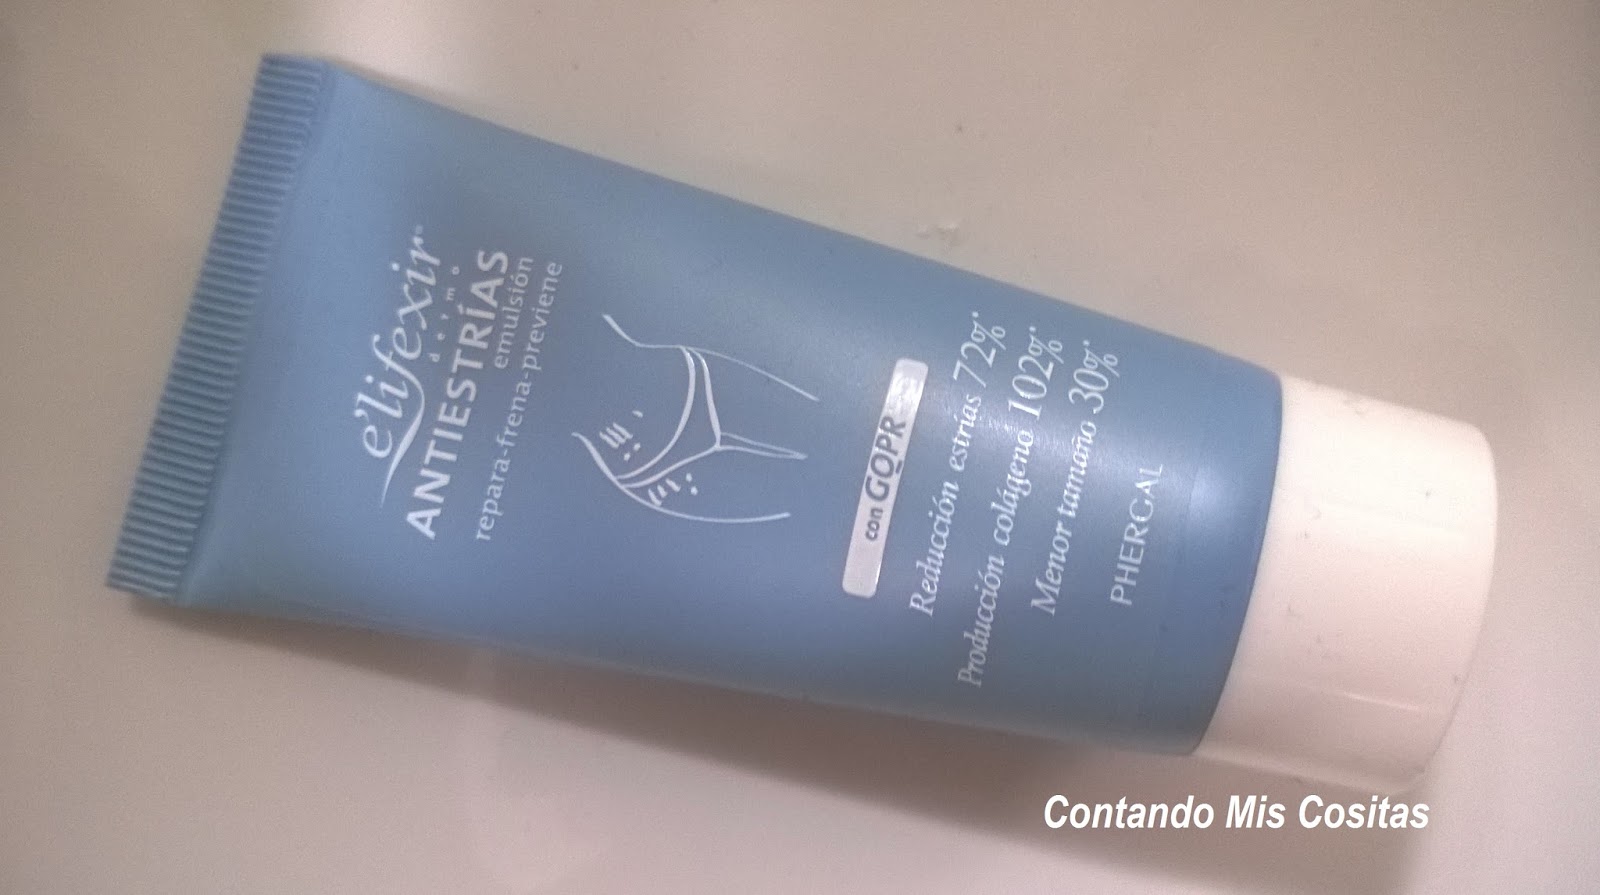 e'lifexir
dermo
ANTIESTRÍAS
emulsión
repara-frena-previene
con GOPR
Reducción estrías 72%*
Producción colágeno 102%*
Menor tamaño 30%*
PHERGAL
Contando Mis Cositas